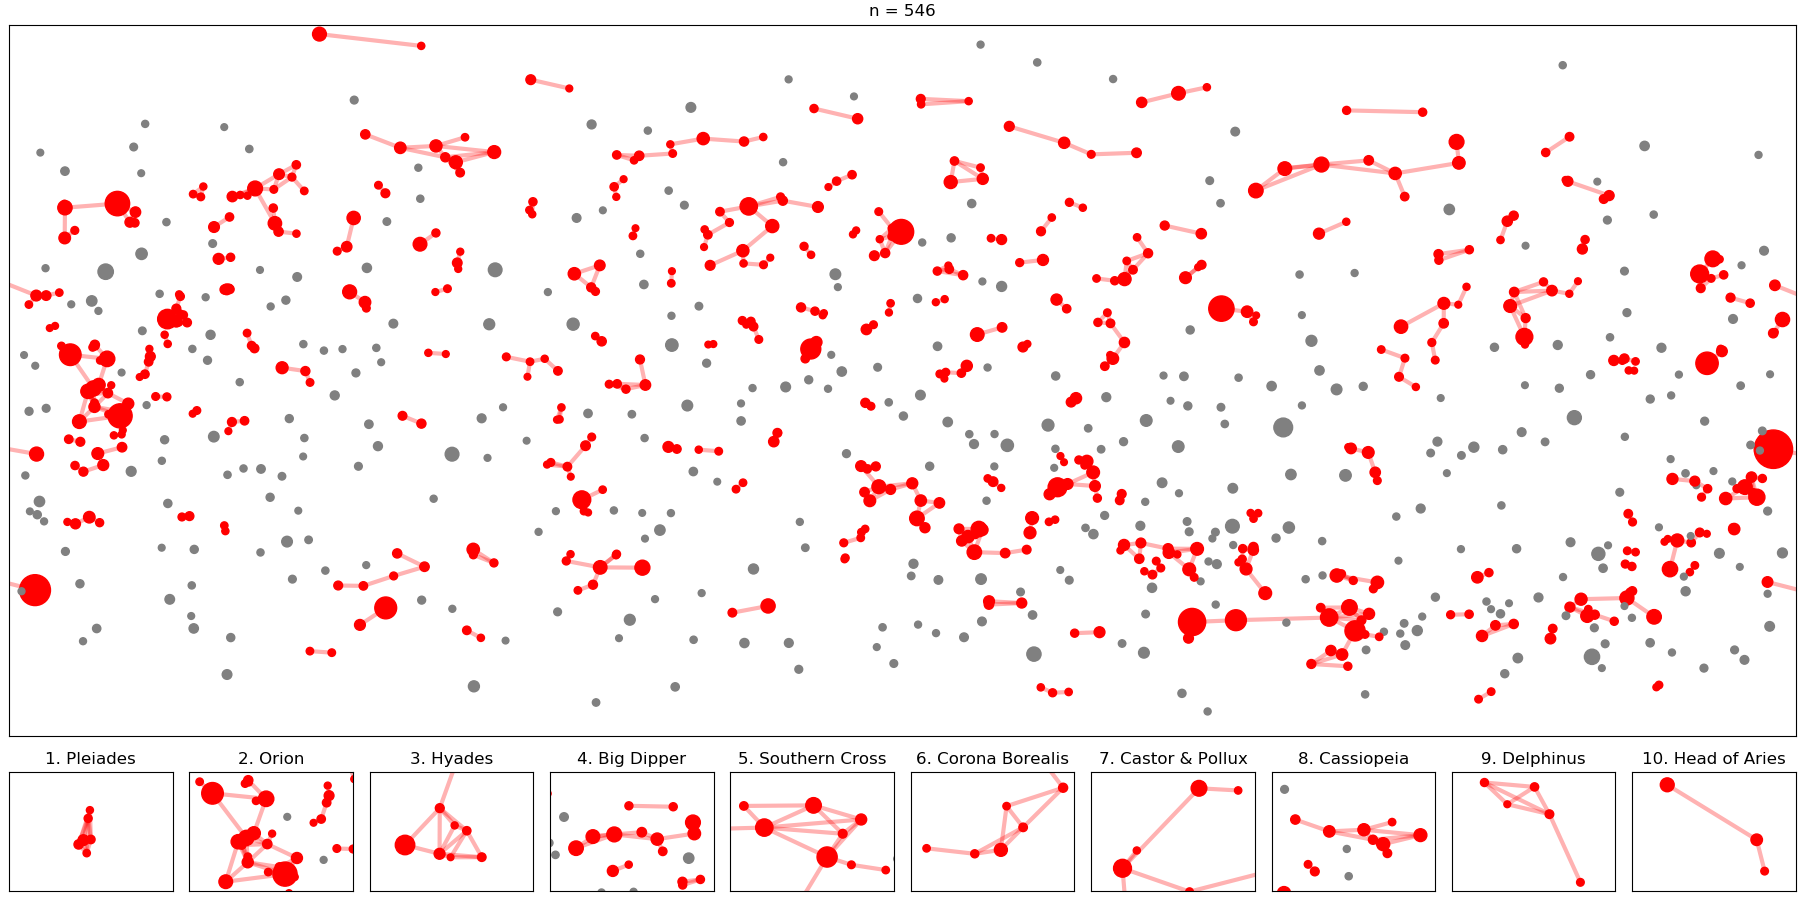 n = 546
1. Pleiades
2. Orion
3. Hyades
4. Big Dipper
5. Southern Cross
6. Corona Borealis
7. Castor & Pollux
8. Cassiopeia
9. Delphinus
10. Head of Aries